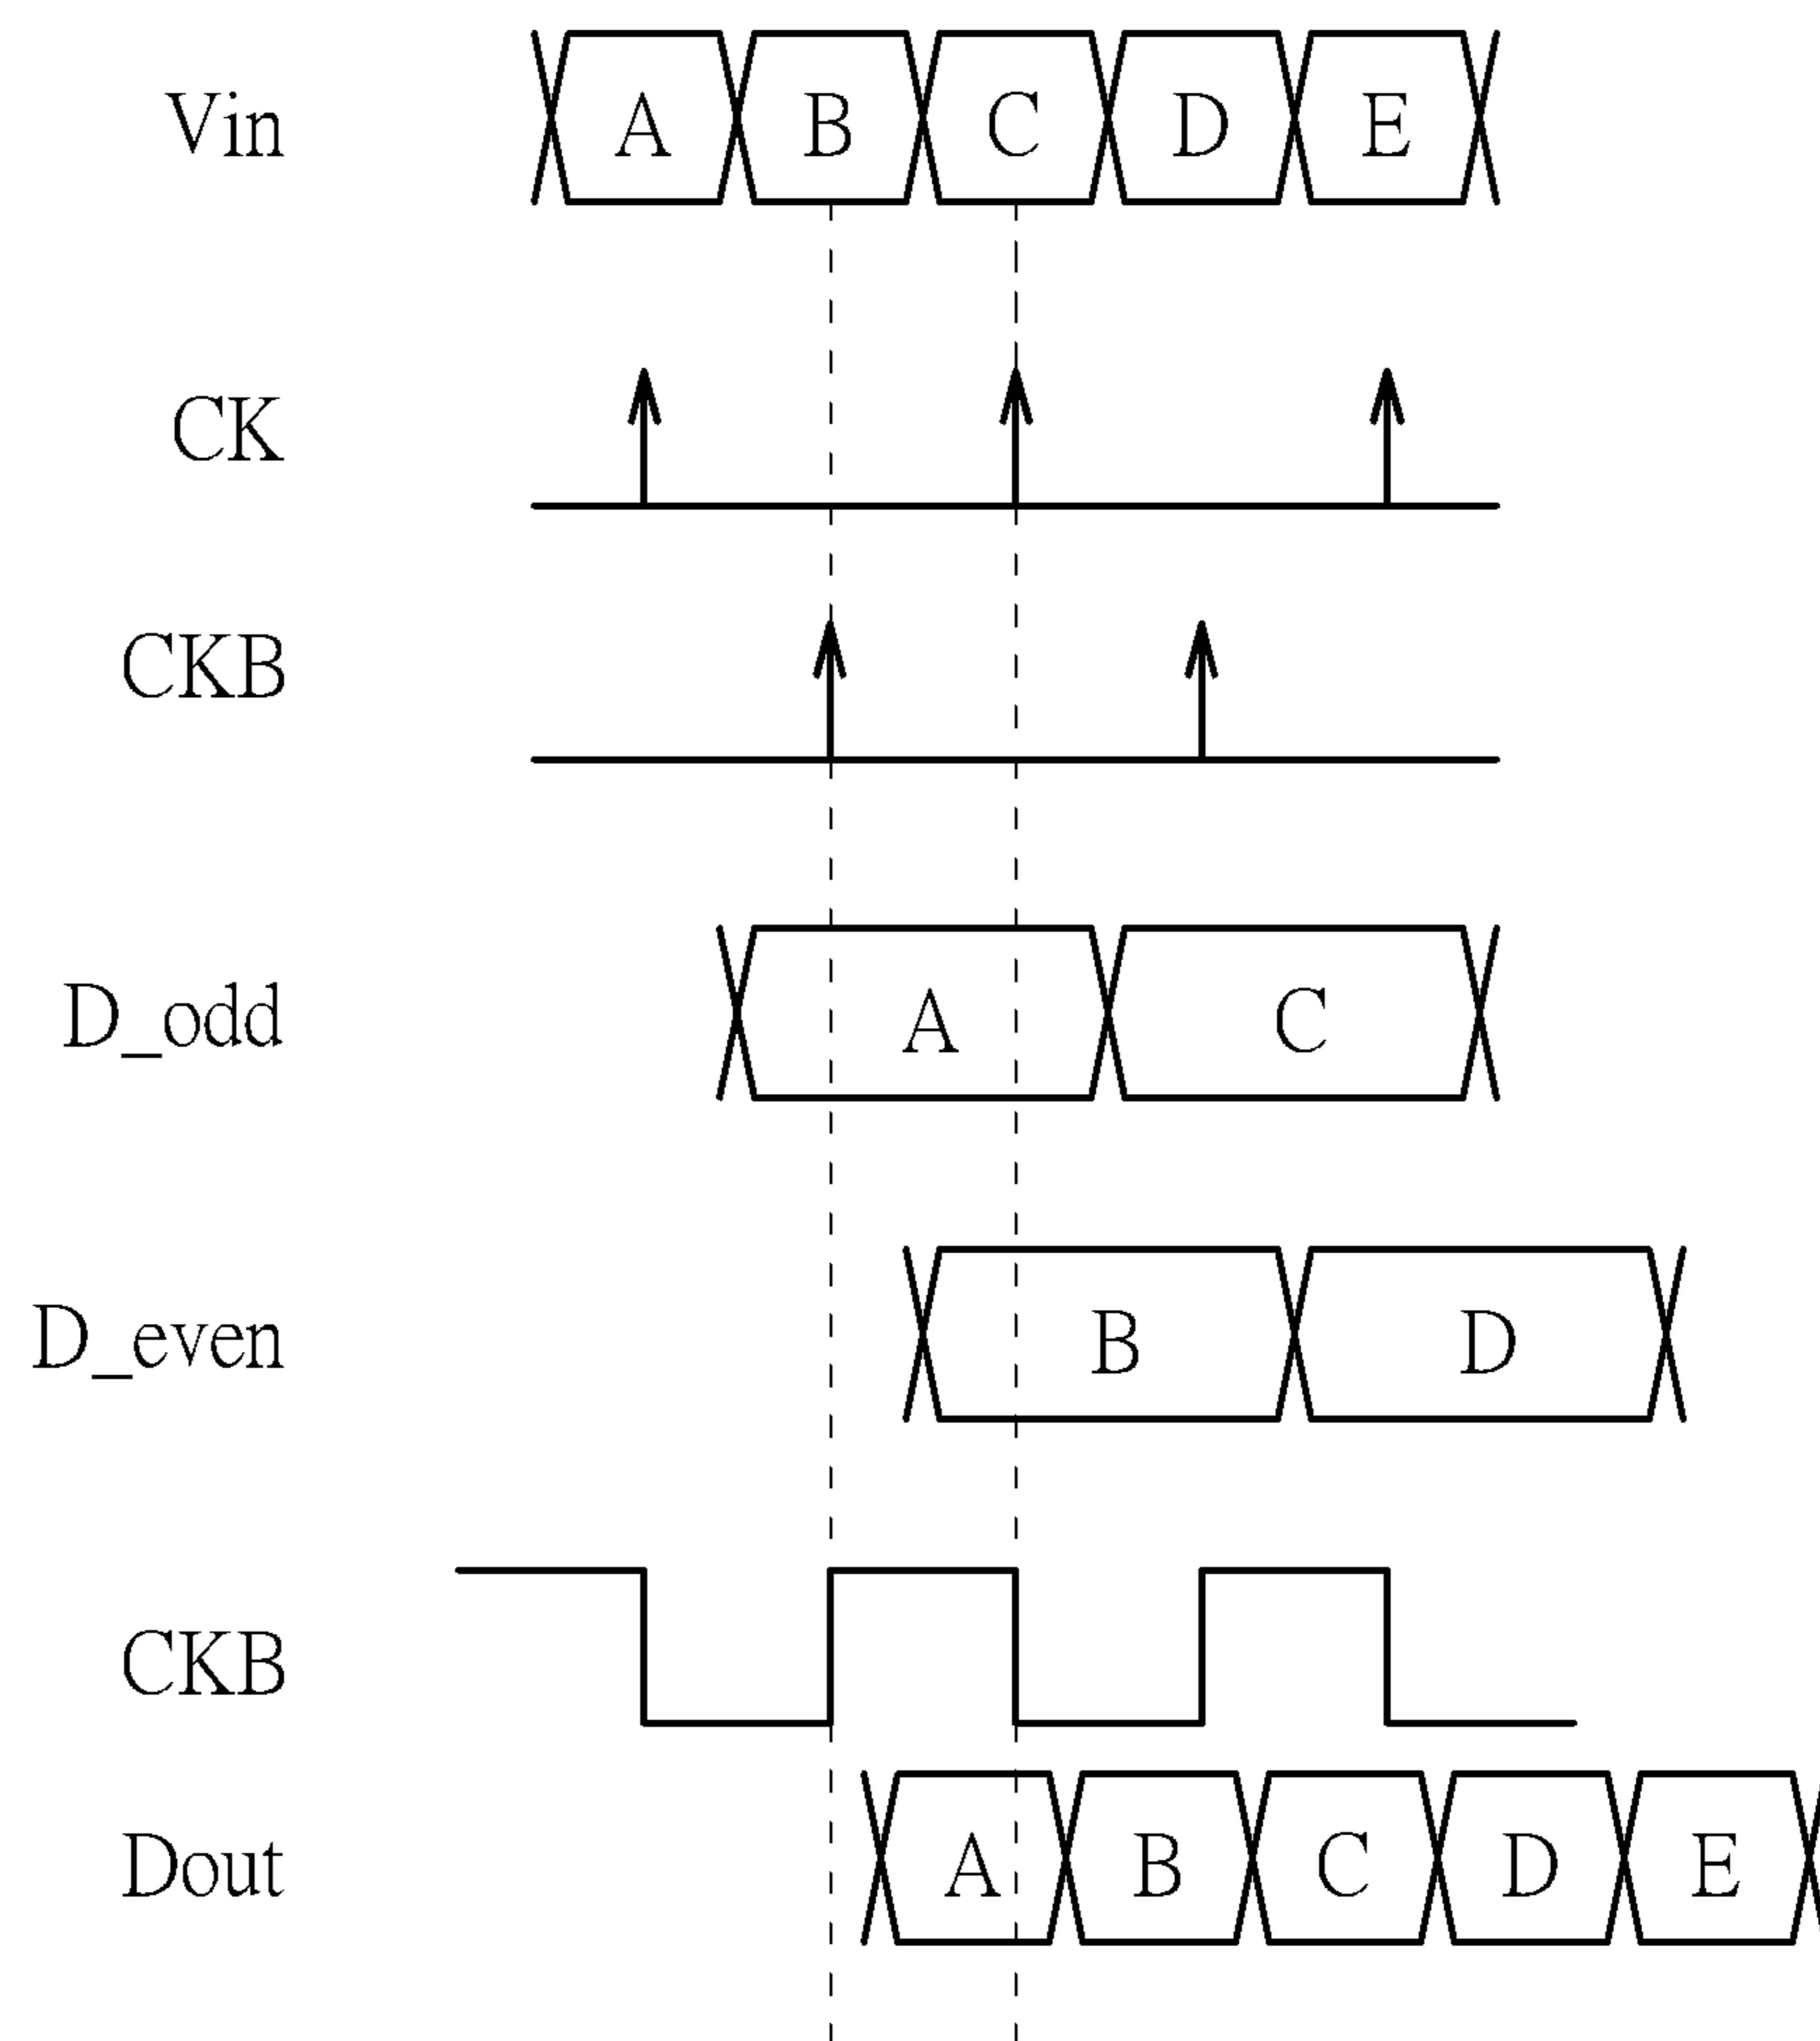 Vin A B C D E
CK
CKB
D_odd A C
D_even B D
CKB
Dout A B C D E